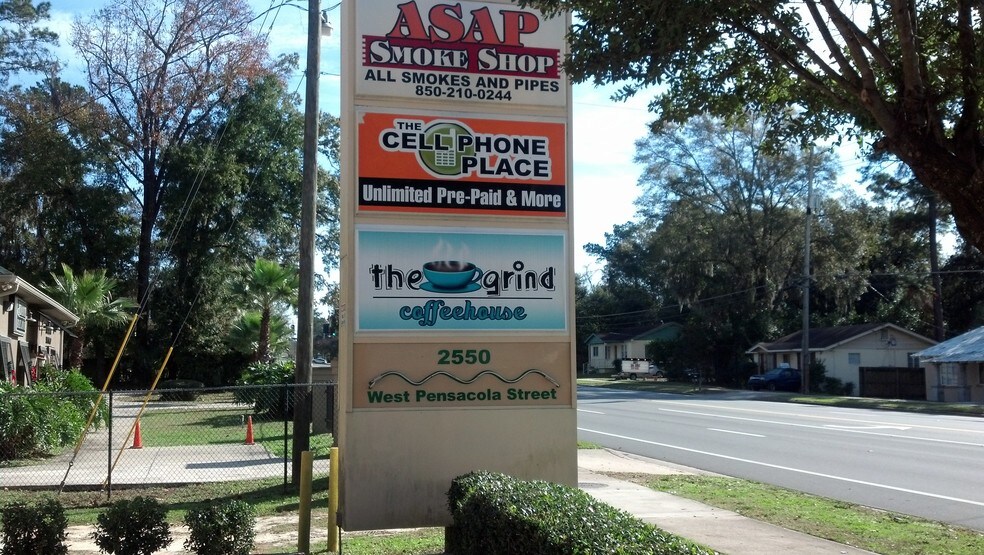 ASAP
SMOKE SHOP
ALL SMOKES AND PIPES
850-210-0244
THE
CELL PHONE
PLACE
Unlimited Pre-Paid & More
the grind
coffeehouse
2550
West Pensacola Street